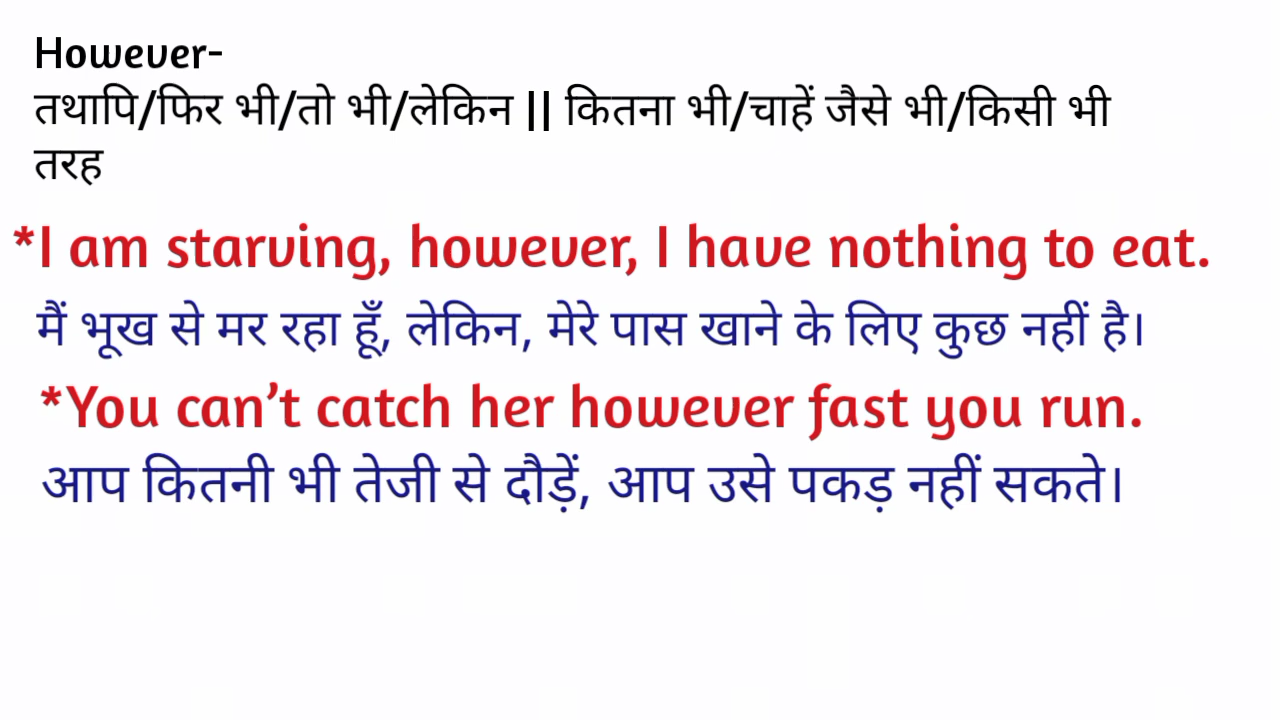 However-
तथापि/फिर भी/तो भी/लेकिन || कितना भी/चाहें जैसे भी/किसी भी
तरह
*I am starving, however, I have nothing to eat.
मैं भूख से मर रहा हूँ, लेकिन, मेरे पास खाने के लिए कुछ नहीं है।
*You can’t catch her however fast you run.
आप कितनी भी तेजी से दौड़ें, आप उसे पकड़ नहीं सकते।